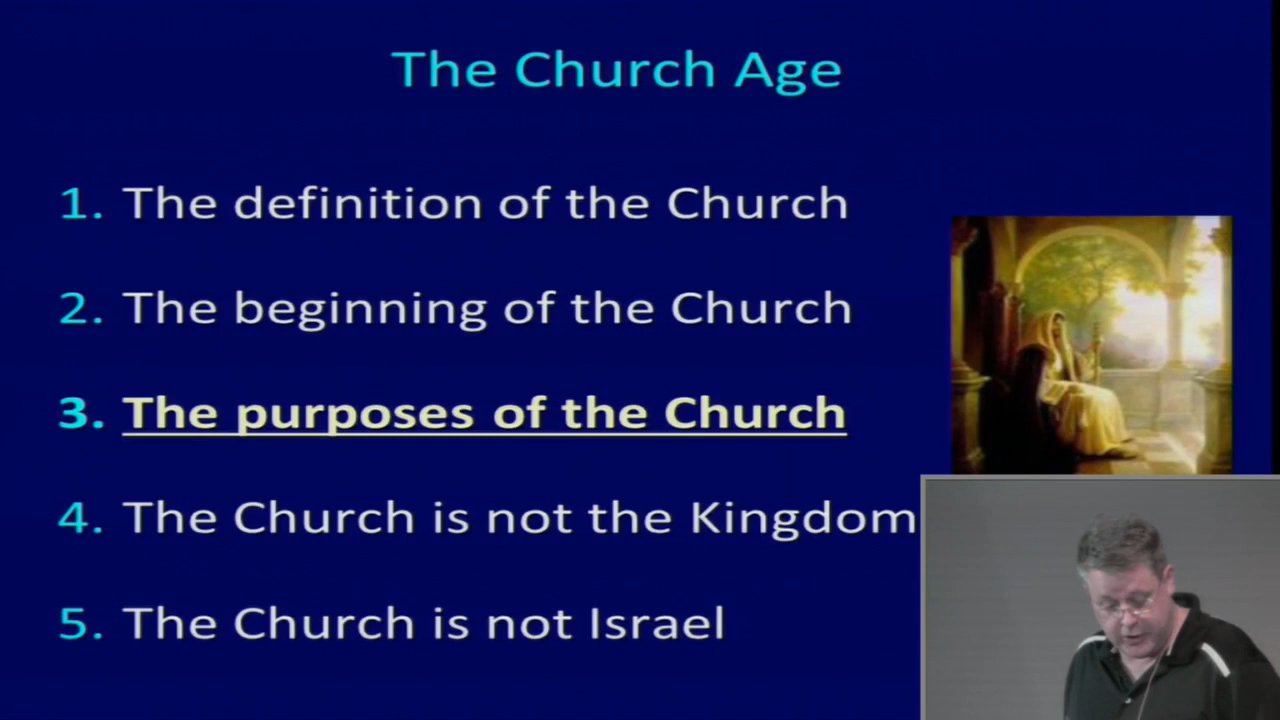 The Church Age
1. The definition of the Church
2. The beginning of the Church
3. The purposes of the Church
4. The Church is not the Kingdom
5. The Church is not Israel